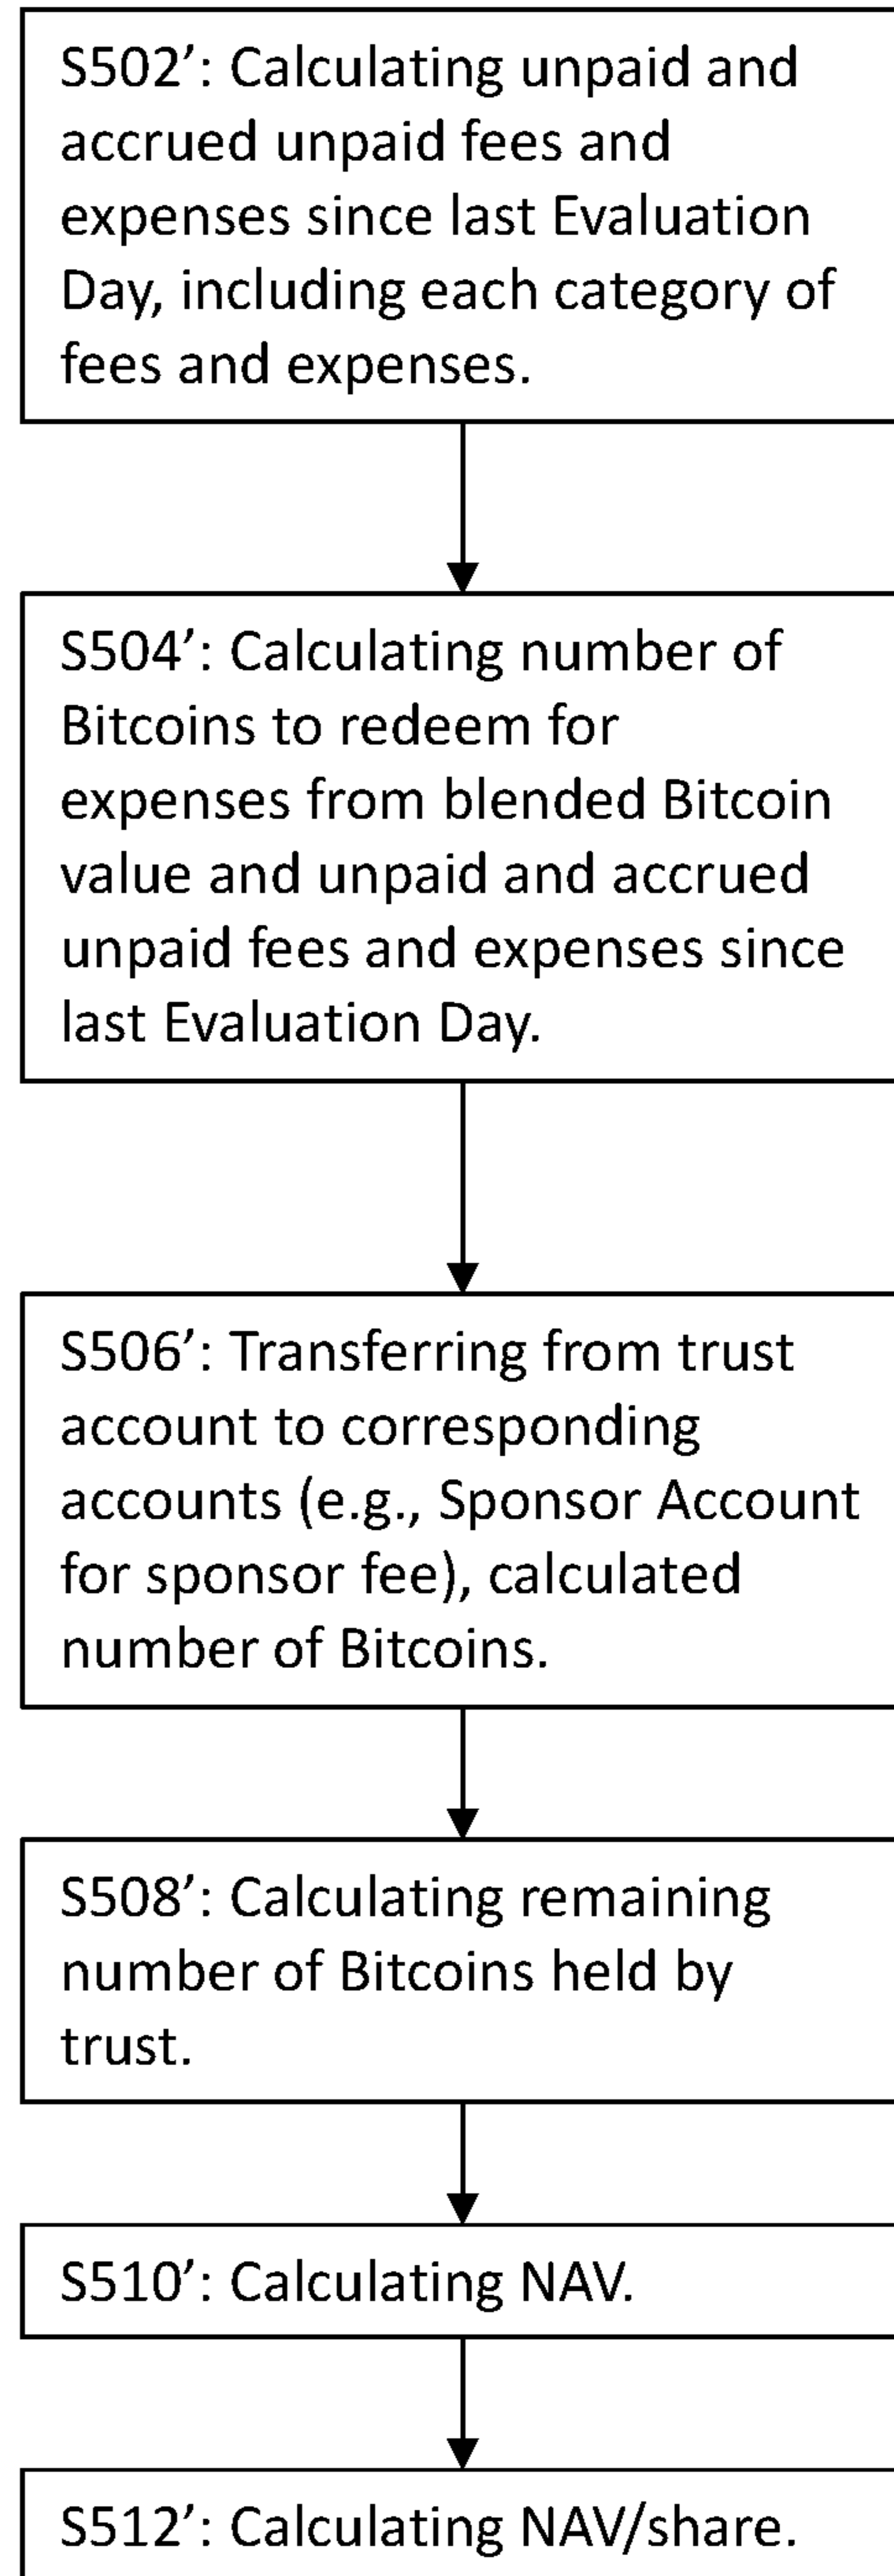 S502’: Calculating unpaid and
accrued unpaid fees and
expenses since last Evaluation
Day, including each category of
fees and expenses.
S504’: Calculating number of
Bitcoins to redeem for
expenses from blended Bitcoin
value and unpaid and accrued
unpaid fees and expenses since
last Evaluation Day.
S506’: Transferring from trust
account to corresponding
accounts (e.g., Sponsor Account
for sponsor fee), calculated
number of Bitcoins.
S508’: Calculating remaining
number of Bitcoins held by
trust.
S510’: Calculating NAV.
S512’: Calculating NAV/share.